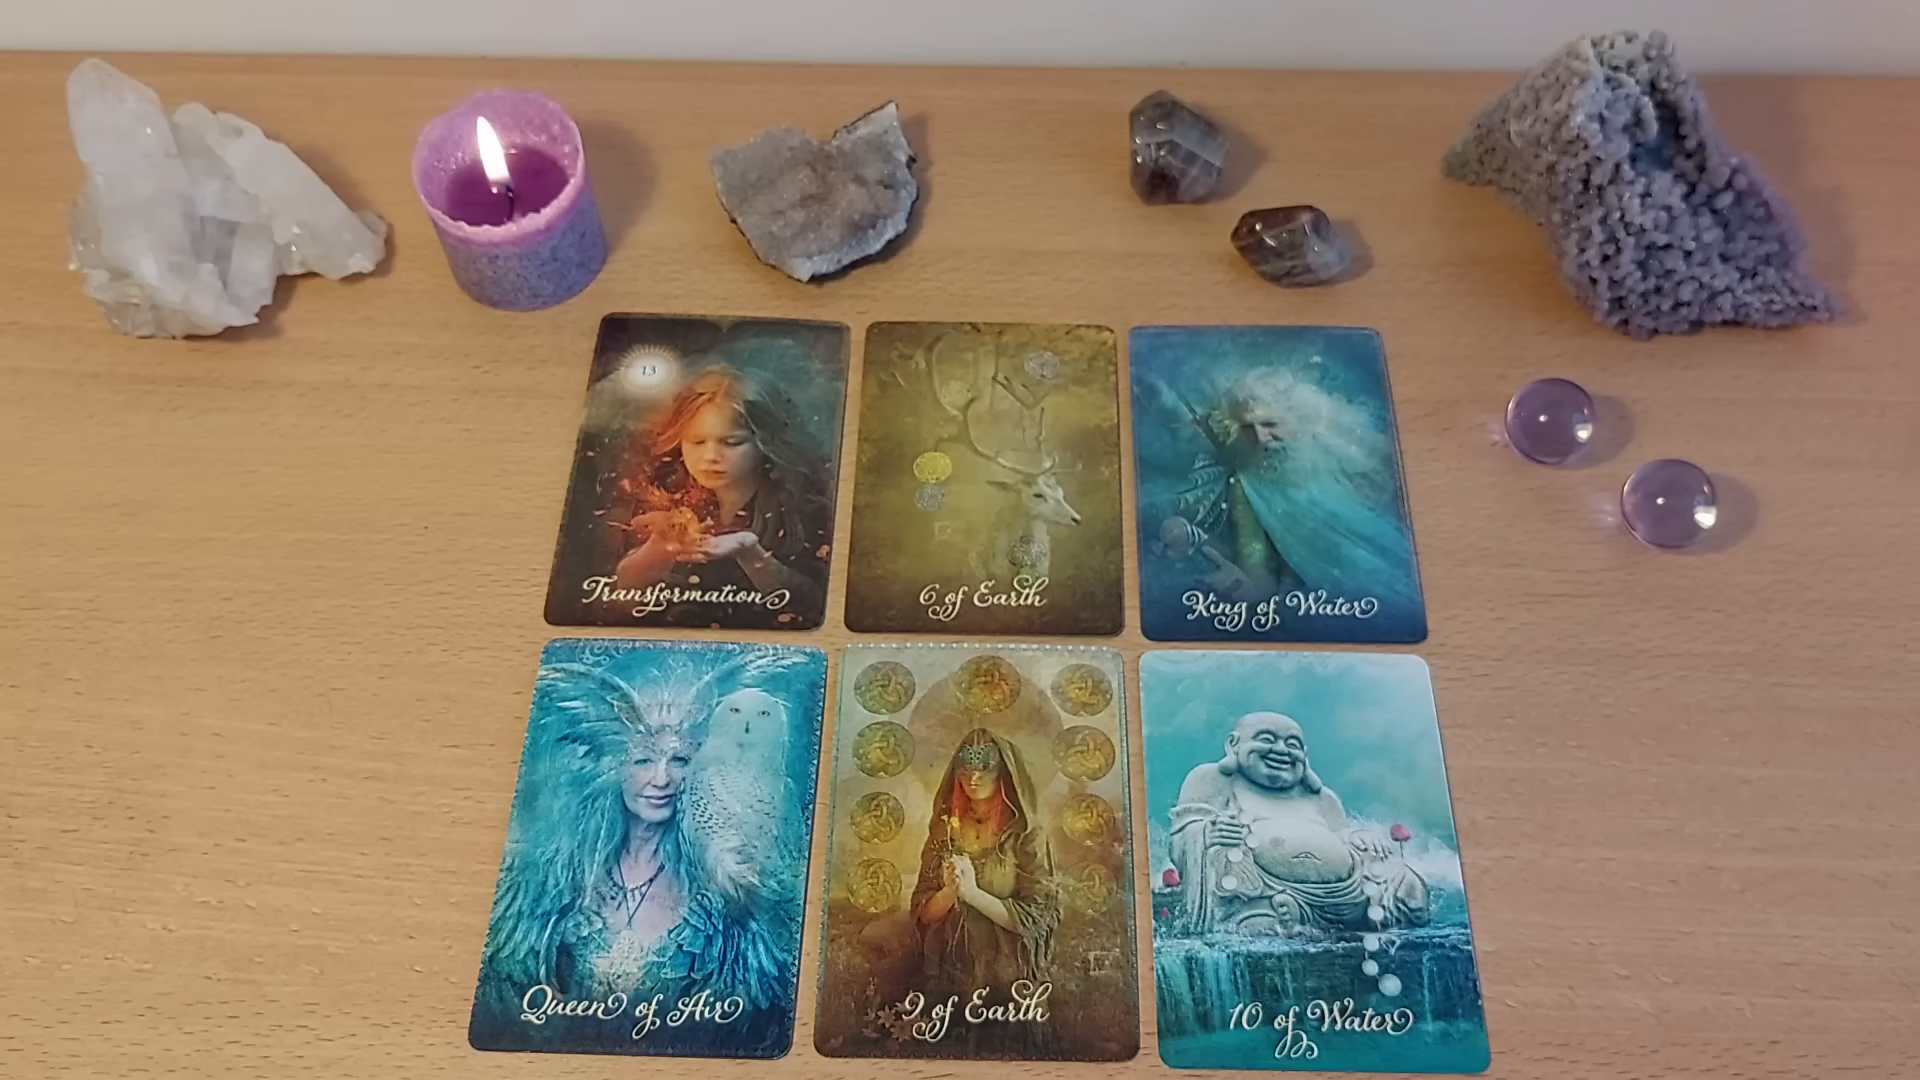 13
Transformation
6 of Earth
King of Water
Queen of Air
9 of Earth
10 of Water